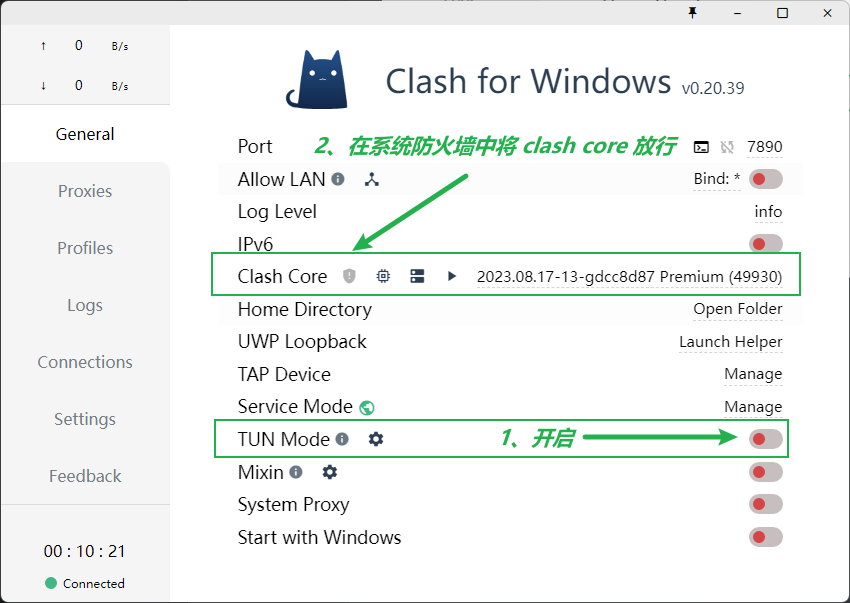 ↑ 0 B/s
↓ 0 B/s
General
Proxies
Profiles
Logs
Connections
Settings
Feedback
00 : 10 : 21
Connected
Clash for Windows v0.20.39
Port 2、在系统防火墙中将 clash core 放行 7890
Allow LAN Bind: *
Log Level info
IPv6
Clash Core 2023.08.17-13-gdcc8d87 Premium (49930)
Home Directory Open Folder
UWP Loopback Launch Helper
TAP Device Manage
Service Mode Manage
TUN Mode 1、开启
Mixin
System Proxy
Start with Windows